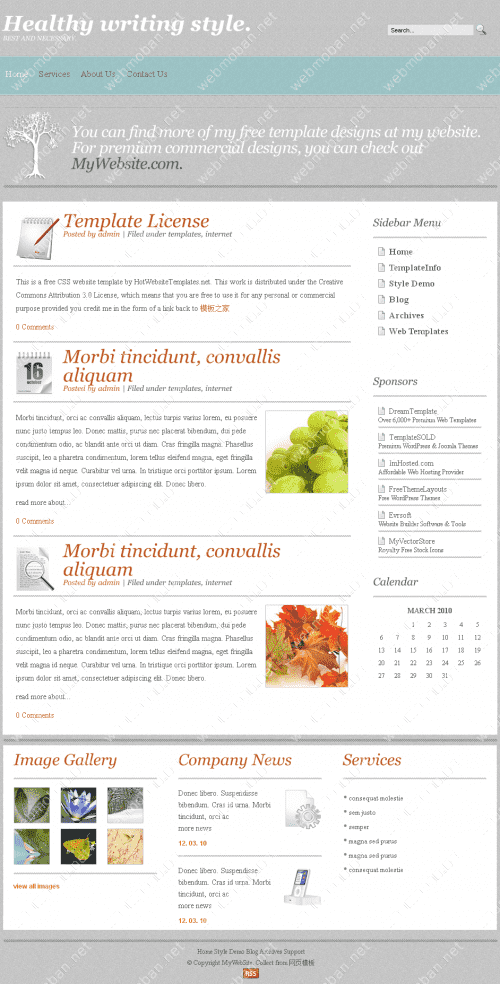 Healthy writing style.
BEST AND NECESSARY
Search...
Home Services About Us Contact Us
You can find more of my free template designs at my website.
For premium commercial designs, you can check out
MyWebsite.com.
Template License
Posted by admin | Filed under templates, internet
This is a free CSS website template by HotWebsiteTemplates.net. This work is distributed under the Creative
Commons Attribution 3.0 License, which means that you are free to use it for any personal or commercial
purpose provided you credit me in the form of a link back to 模板之家
0 Comments
16
Morbi tincidunt, convallis
aliquam
Posted by admin | Filed under templates, internet
Morbi tincidunt, orci ac convallis aliquam, lectus turpis varius lorem, eu posuere
nunc justo tempus leo. Donec mattis, purus nec placerat bibendum, dui pede
condimentum odio, ac blandit ante orci ut diam. Cras fringilla magna. Phasellus
suscipit, leo a pharetra condimentum, lorem tellus eleifend magna, eget fringilla
velit magna id neque. Curabitur vel urna. In tristique orci porttitor ipsum. Lorem
ipsum dolor sit amet, consectetuer adipiscing elit. Donec libero.
read more about...
0 Comments
Morbi tincidunt, convallis
aliquam
Posted by admin | Filed under templates, internet
Morbi tincidunt, orci ac convallis aliquam, lectus turpis varius lorem, eu posuere
nunc justo tempus leo. Donec mattis, purus nec placerat bibendum, dui pede
condimentum odio, ac blandit ante orci ut diam. Cras fringilla magna. Phasellus
suscipit, leo a pharetra condimentum, lorem tellus eleifend magna, eget fringilla
velit magna id neque. Curabitur vel urna. In tristique orci porttitor ipsum. Lorem
ipsum dolor sit amet, consectetuer adipiscing elit. Donec libero.
read more about...
0 Comments
Sidebar Menu
Home
TemplateInfo
Style Demo
Blog
Archives
Web Templates
Sponsors
DreamTemplate
Over 6,000+ Premium Web Templates
TemplateSOLD
Premium WordPress & Joomla Themes
ImHosted.com
Affordable Web Hosting Provider
FreeThemeLayouts
Free WordPress Themes
Evrsoft
Website Builder Software & Tools
MyVectorStore
Royalty Free Stock Icons
Calendar
MARCH 2010
1 2 3 4 5
6 7 8 9 10 11 12
13 14 15 16 17 18 19
20 21 22 23 24 25 26
27 28 29 30 31
Image Gallery
view all images
Company News
Donec libero. Suspendisse
bibendum. Cras id urna. Morbi
tincidunt, orci ac
more news
12. 03. 10
Donec libero. Suspendisse
bibendum. Cras id urna. Morbi
tincidunt, orci ac
more news
12. 03. 10
Services
* consequat molestie
* sem justo
* semper
* magna sed purus
* magna sed purus
* consequat molestie
Home Style Demo Blog Archives Support
© Copyright MyWebSite. Collect from 网页模板
RSS
webmoban.net